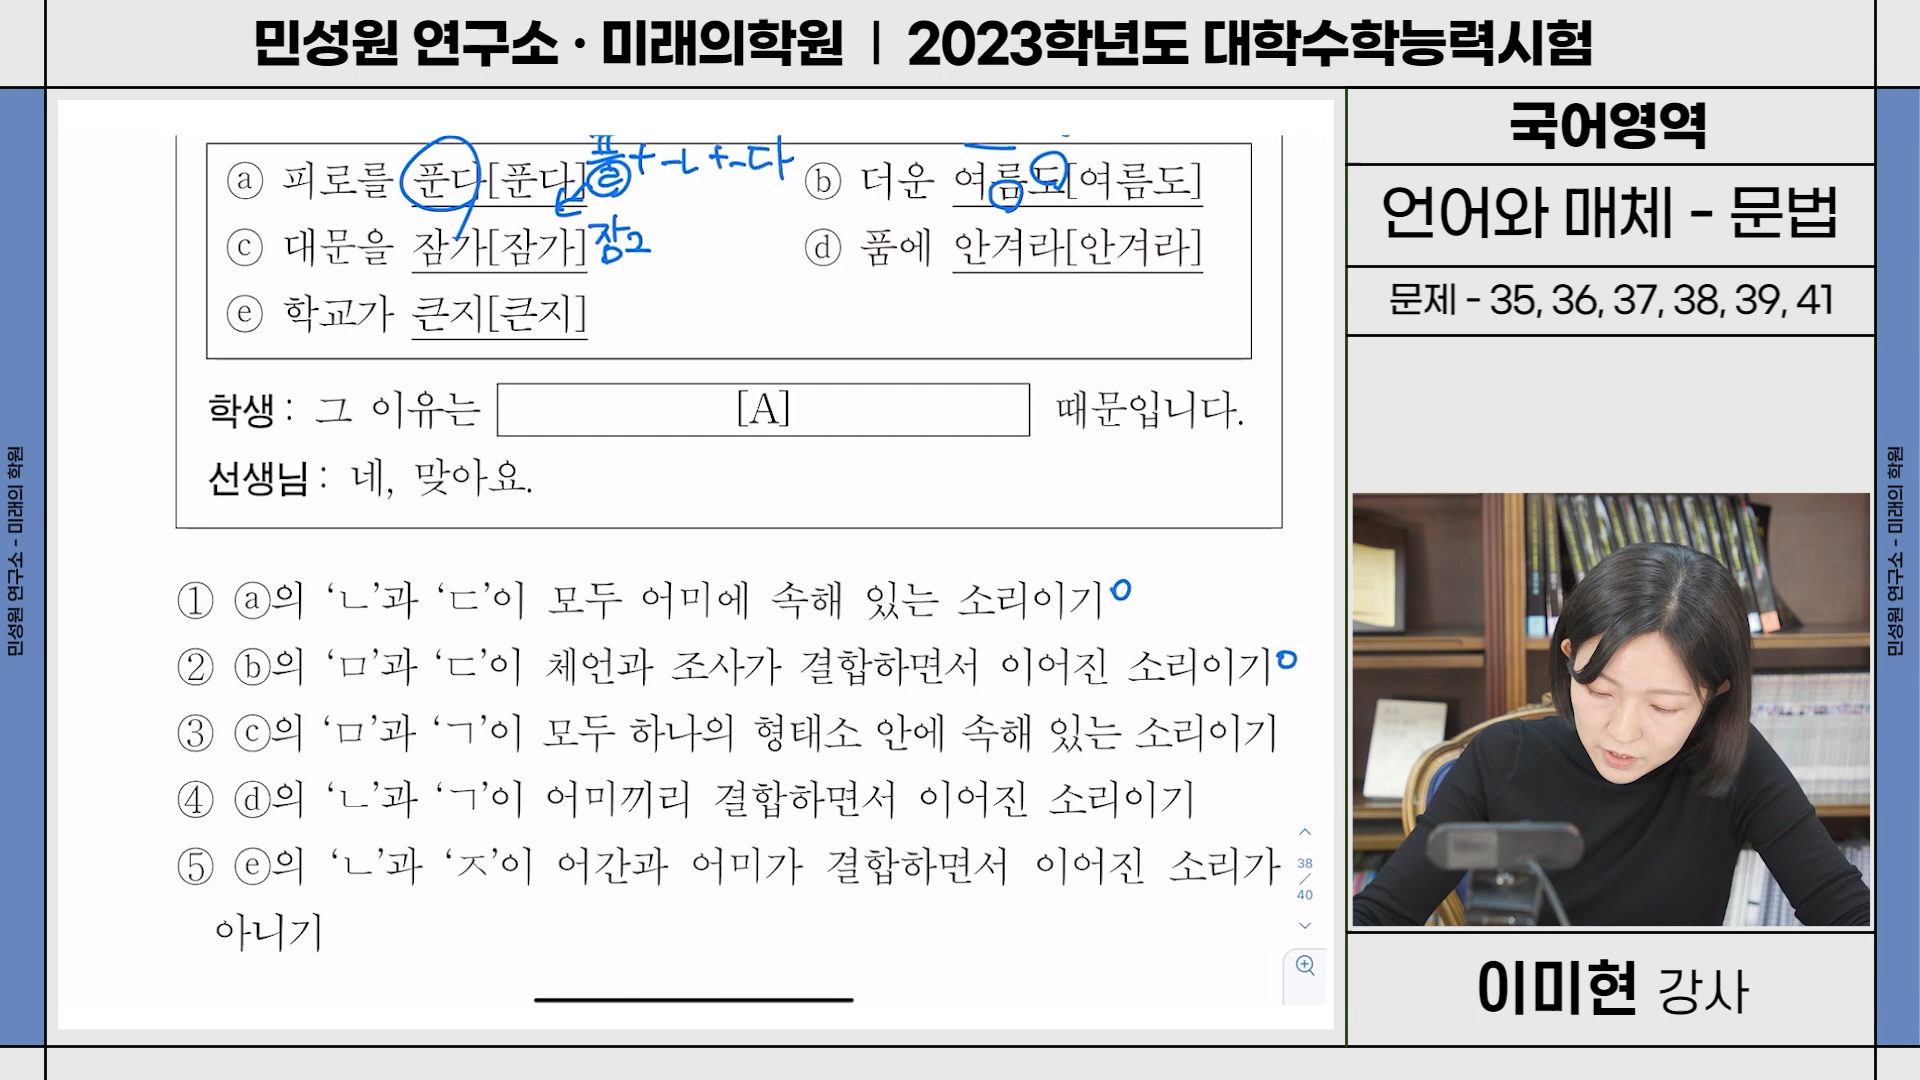 민성원 연구소 · 미래의학원 | 2023학년도 대학수학능력시험
민성원 연구소 - 미래의 학원
ⓐ 피로를 푼다[푼다] 풀+-ㄴ+-다 ⓑ 더운 여름도[여름도]
ⓒ 대문을 잠가[잠가] 잠그 ⓓ 품에 안겨라[안겨라]
ⓔ 학교가 큰지[큰지]
학생 : 그 이유는 [A] 때문입니다.
선생님 : 네, 맞아요.
① ⓐ의 ‘ㄴ’과 ‘ㄷ’이 모두 어미에 속해 있는 소리이기
② ⓑ의 ‘ㅁ’과 ‘ㄷ’이 체언과 조사가 결합하면서 이어진 소리이기
③ ⓒ의 ‘ㅁ’과 ‘ㄱ’이 모두 하나의 형태소 안에 속해 있는 소리이기
④ ⓓ의 ‘ㄴ’과 ‘ㄱ’이 어미끼리 결합하면서 이어진 소리이기
⑤ ⓔ의 ‘ㄴ’과 ‘ㅈ’이 어간과 어미가 결합하면서 이어진 소리가
아니기
38
/
40
국어영역
언어와 매체 - 문법
문제 - 35, 36, 37, 38, 39, 41
이미현 강사
민성원 연구소 - 미래의 학원